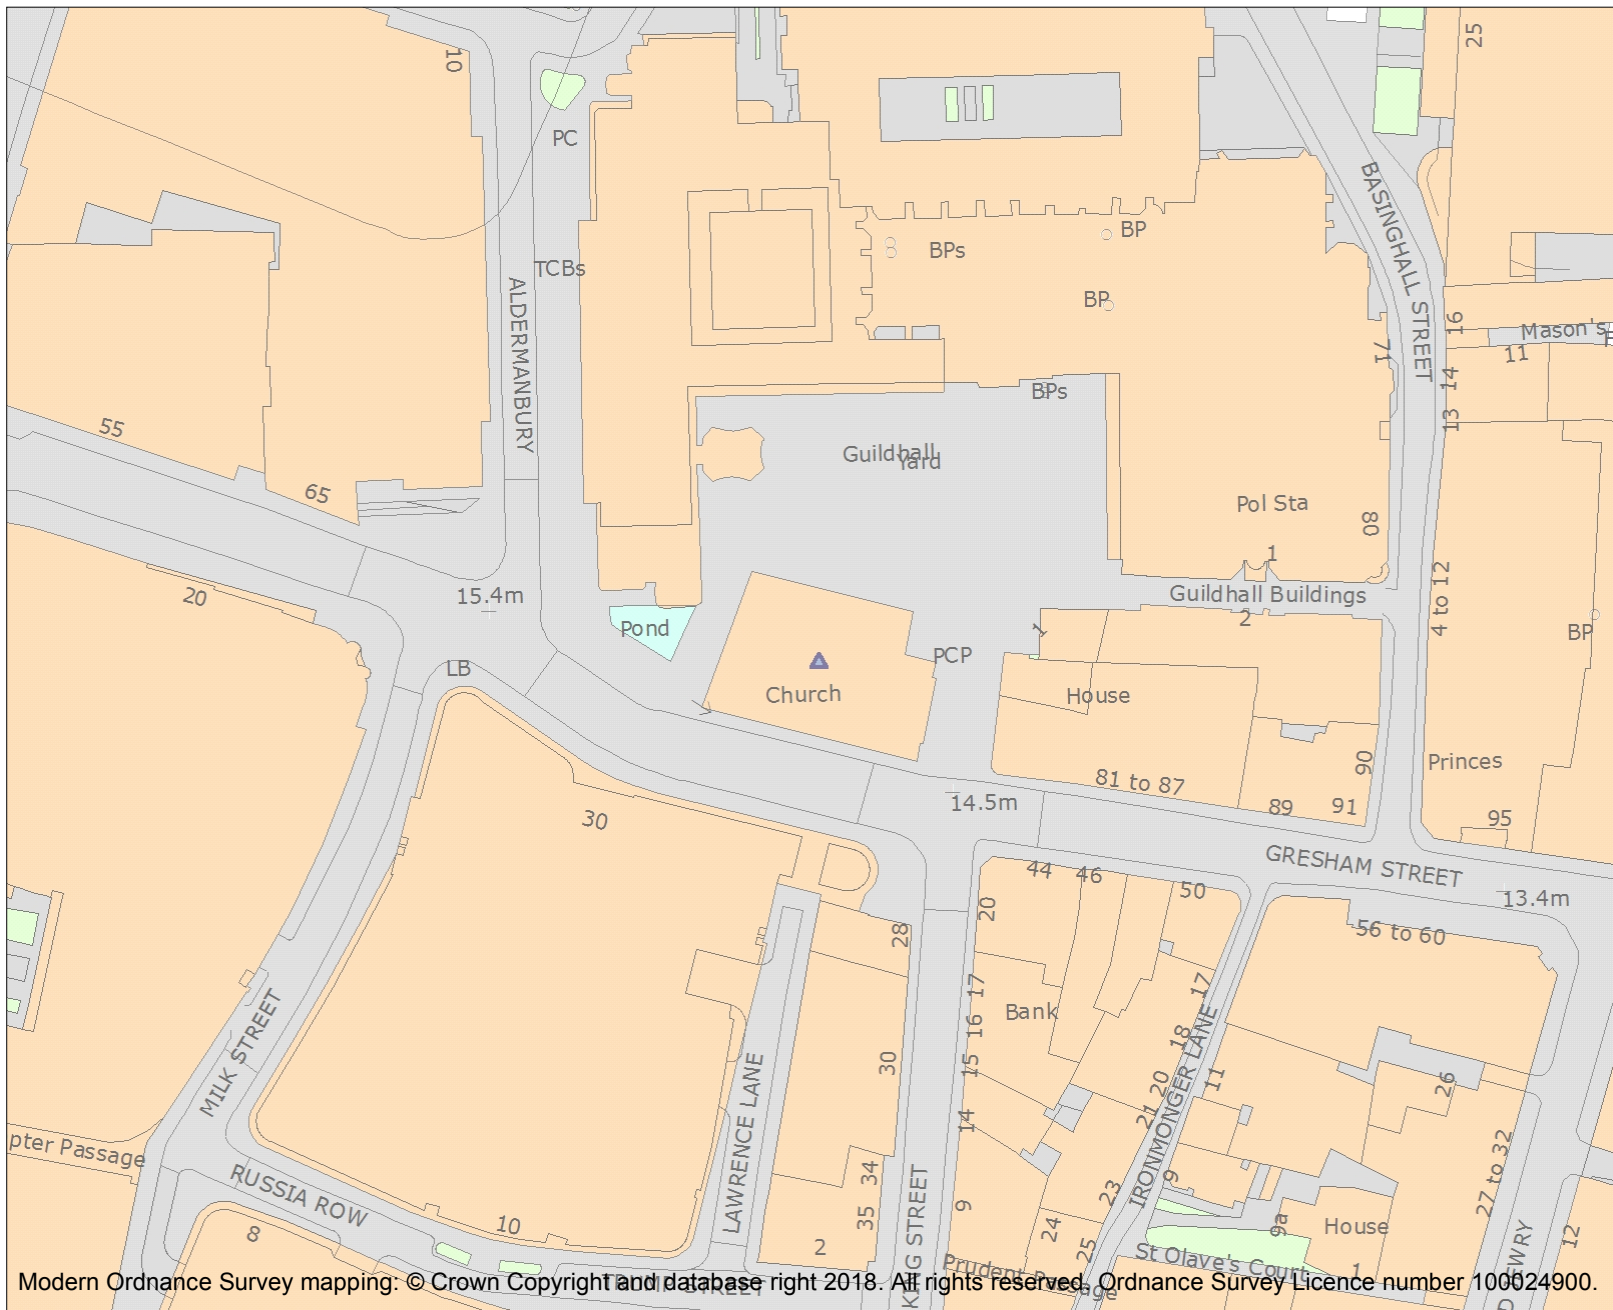 10
25
PC
BASINGHALL STREET
BP
BPs
TCBs
ALDERMANBURY
BP
16
Mason's
71
11
14
BPs
13
55
Guildhall
Yard
65
Pol Sta
80
1
15.4m
20
Guildhall Buildings
4 to 12
2
Pond
1
BP
PCP
LB
Church
House
90
Princes
81 to 87
14.5m
89
91
95
30
GRESHAM STREET
44
46
50
13.4m
20
28
56 to 60
17
17
Bank
16
18
MILK STREET
30
15
20
11
26
21
14
LAWRENCE LANE
IRONMONGER LANE
pter Passage
34
9
27 to 32
RUSSIA ROW
23
9
35
KING STREET
10
8
24
9a
House
12
2
25
St Olave's Court
1
Prudent Passage
TRUMP STREET
D JEWRY
Modern Ordnance Survey mapping: © Crown Copyright and database right 2018. All rights reserved. Ordnance Survey Licence number 100024900.